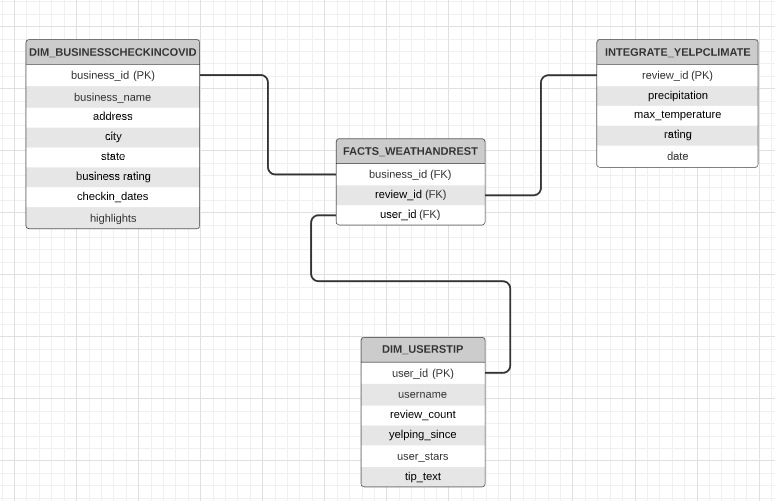 DIM_BUSINESSCHECKINCOVID
business_id (PK)
business_name
address
city
state
business rating
checkin_dates
highlights
INTEGRATE_YELPCLIMATE
review_id (PK)
precipitation
max_temperature
rating
date
FACTS_WEATHANDREST
business_id (FK)
review_id (FK)
user_id (FK)
DIM_USERSTIP
user_id (PK)
username
review_count
yelping_since
user_stars
tip_text